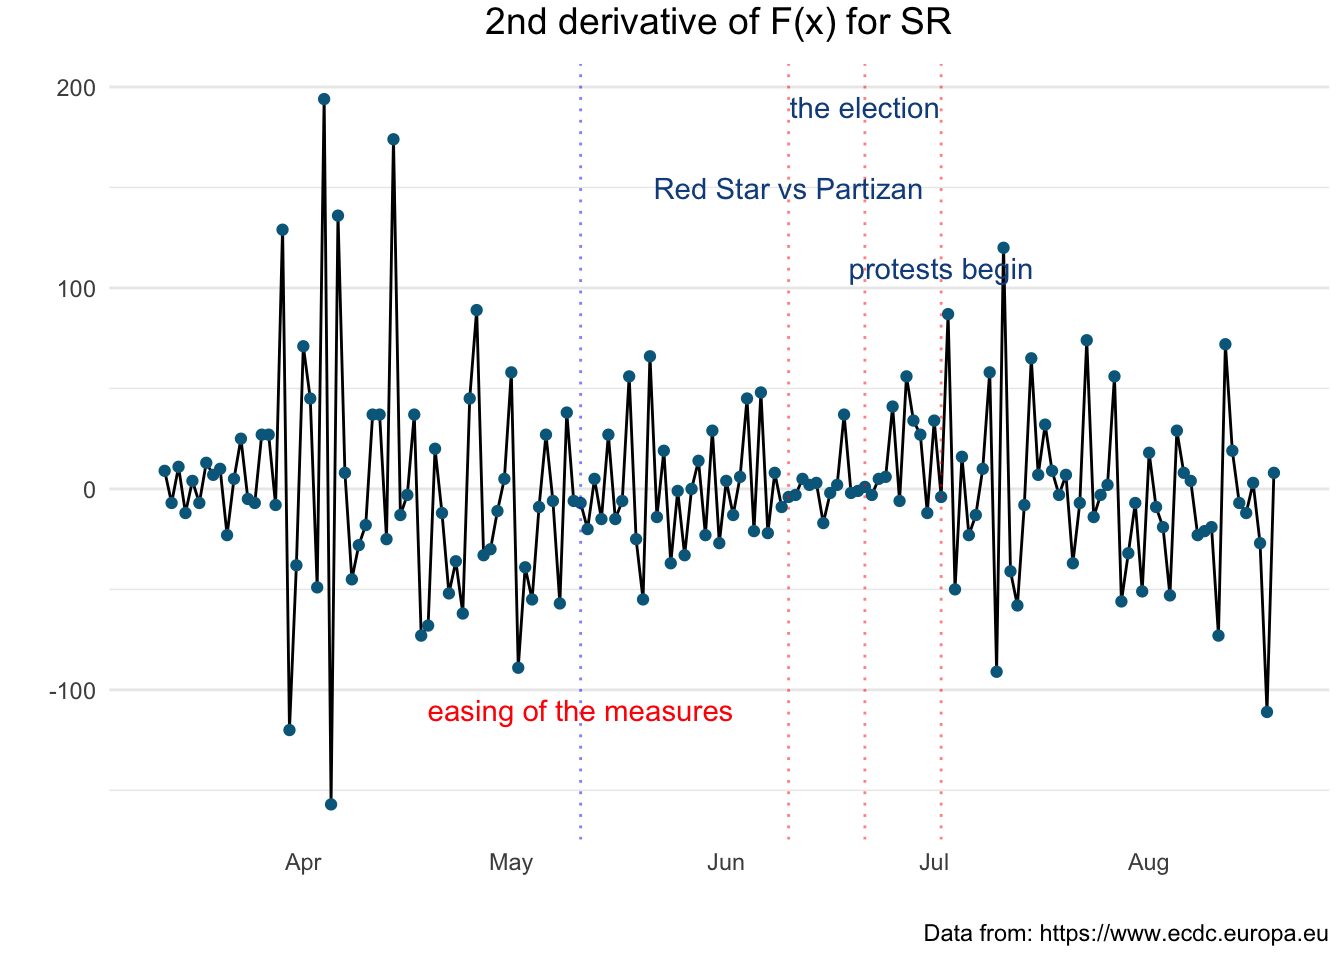 2nd derivative of F(x) for SR
200
the election
Red Star vs Partizan
protests begin
100
0
-100
easing of the measures
Apr May Jun Jul Aug
Data from: https://www.ecdc.europa.eu